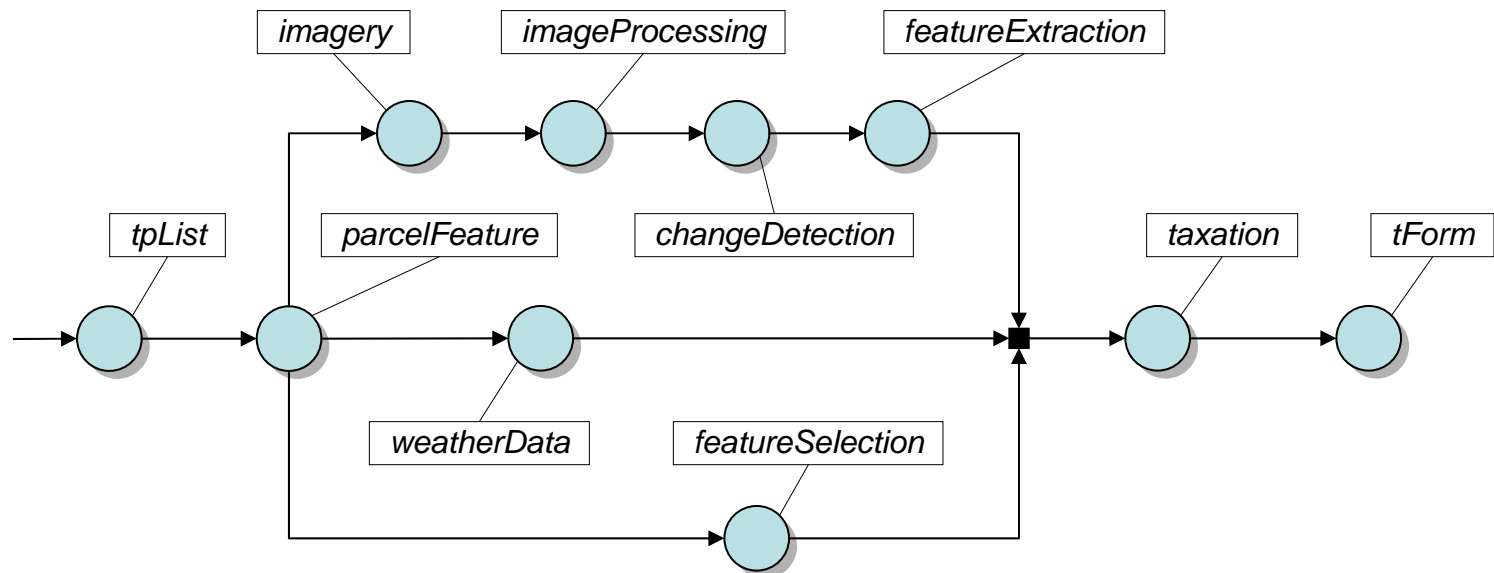 imagery
imageProcessing
featureExtraction
tpList
parcelFeature
changeDetection
taxation
tForm
weatherData
featureSelection